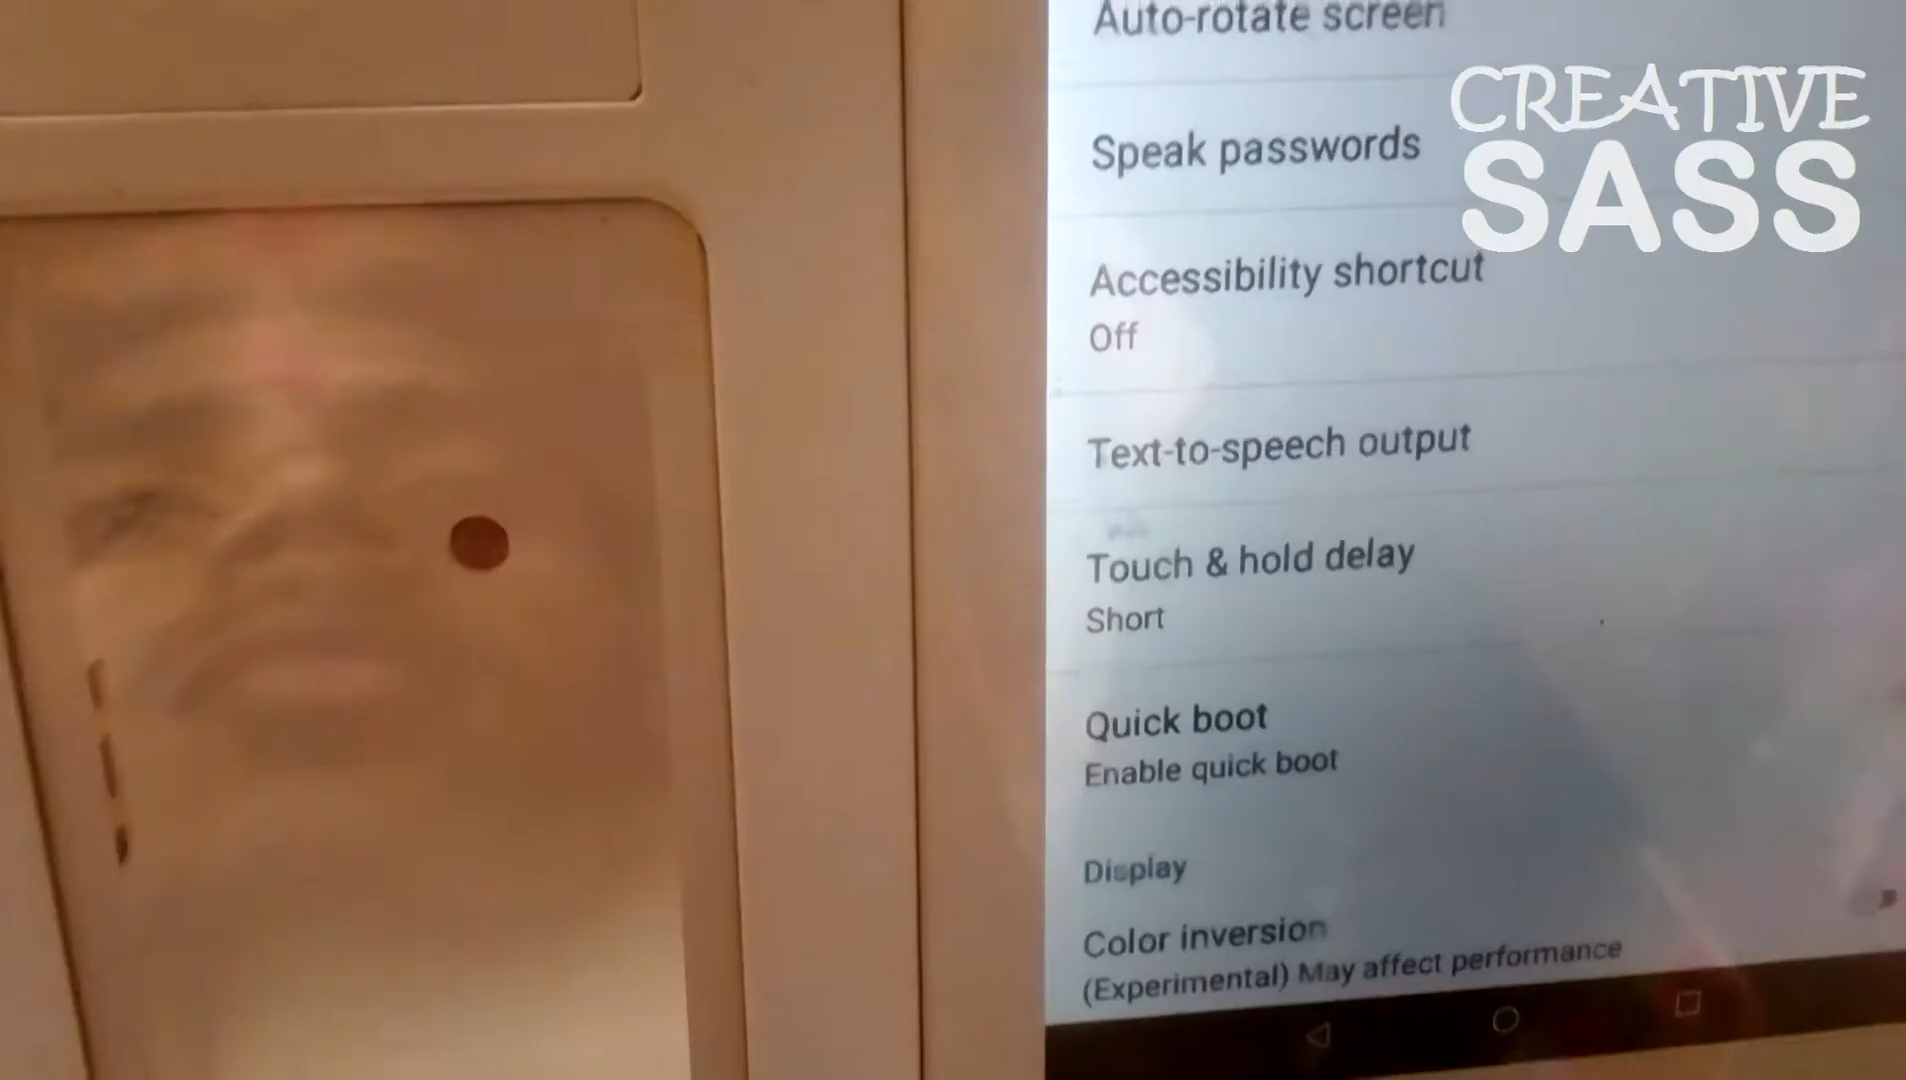 Auto-rotate screen
CREATIVE
SASS
Speak passwords
Accessibility shortcut
Off
Text-to-speech output
Touch & hold delay
Short
Quick boot
Enable quick boot
Display
Color inversion
(Experimental) May affect performance